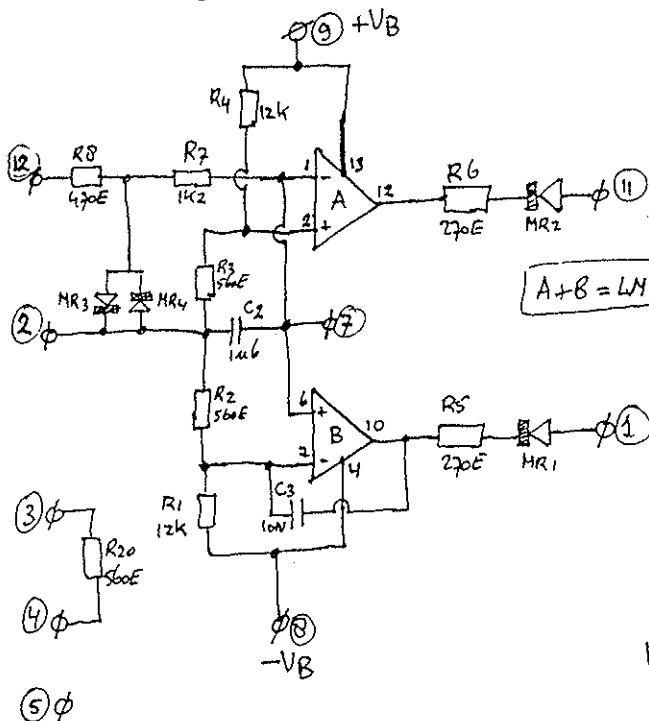 9 +VB
R4 12K
12 R8 470E R7 1K2
1 - 13
A 12 R6 270E MR2 11
2 +
R3 560E
MR3 MR4
A+B = LM
2 C2 1u6 7
R2 560E
6 + 10 R5 270E MR1 1
B
7 - 4
C3 10N
R1 12K
3
R20 560E
4
8
-VB
5